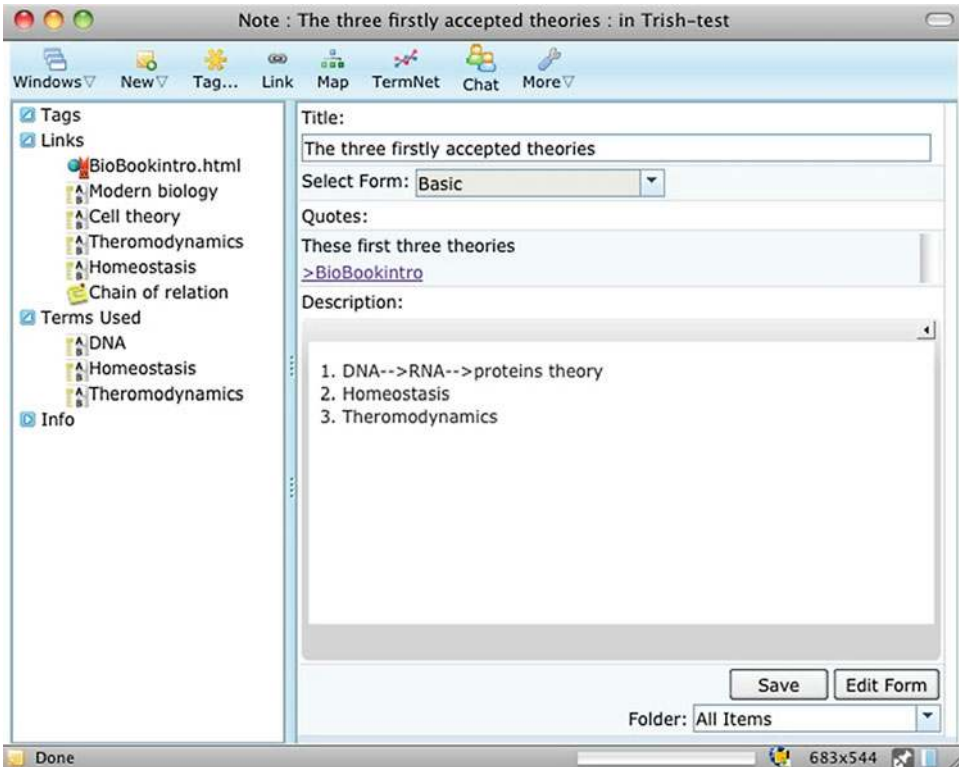 Note : The three firstly accepted theories : in Trish-test
Windows New Tag... Link Map TermNet Chat More
Tags
Links
BioBookintro.html
Modern biology
Cell theory
Theromodynamics
Homeostasis
Chain of relation
Terms Used
DNA
Homeostasis
Theromodynamics
Info
Title:
The three firstly accepted theories
Select Form: Basic
Quotes:
These first three theories
>BioBookintro
Description:
1. DNA-->RNA-->proteins theory
2. Homeostasis
3. Theromodynamics
Save Edit Form
Folder: All Items
Done 683x544